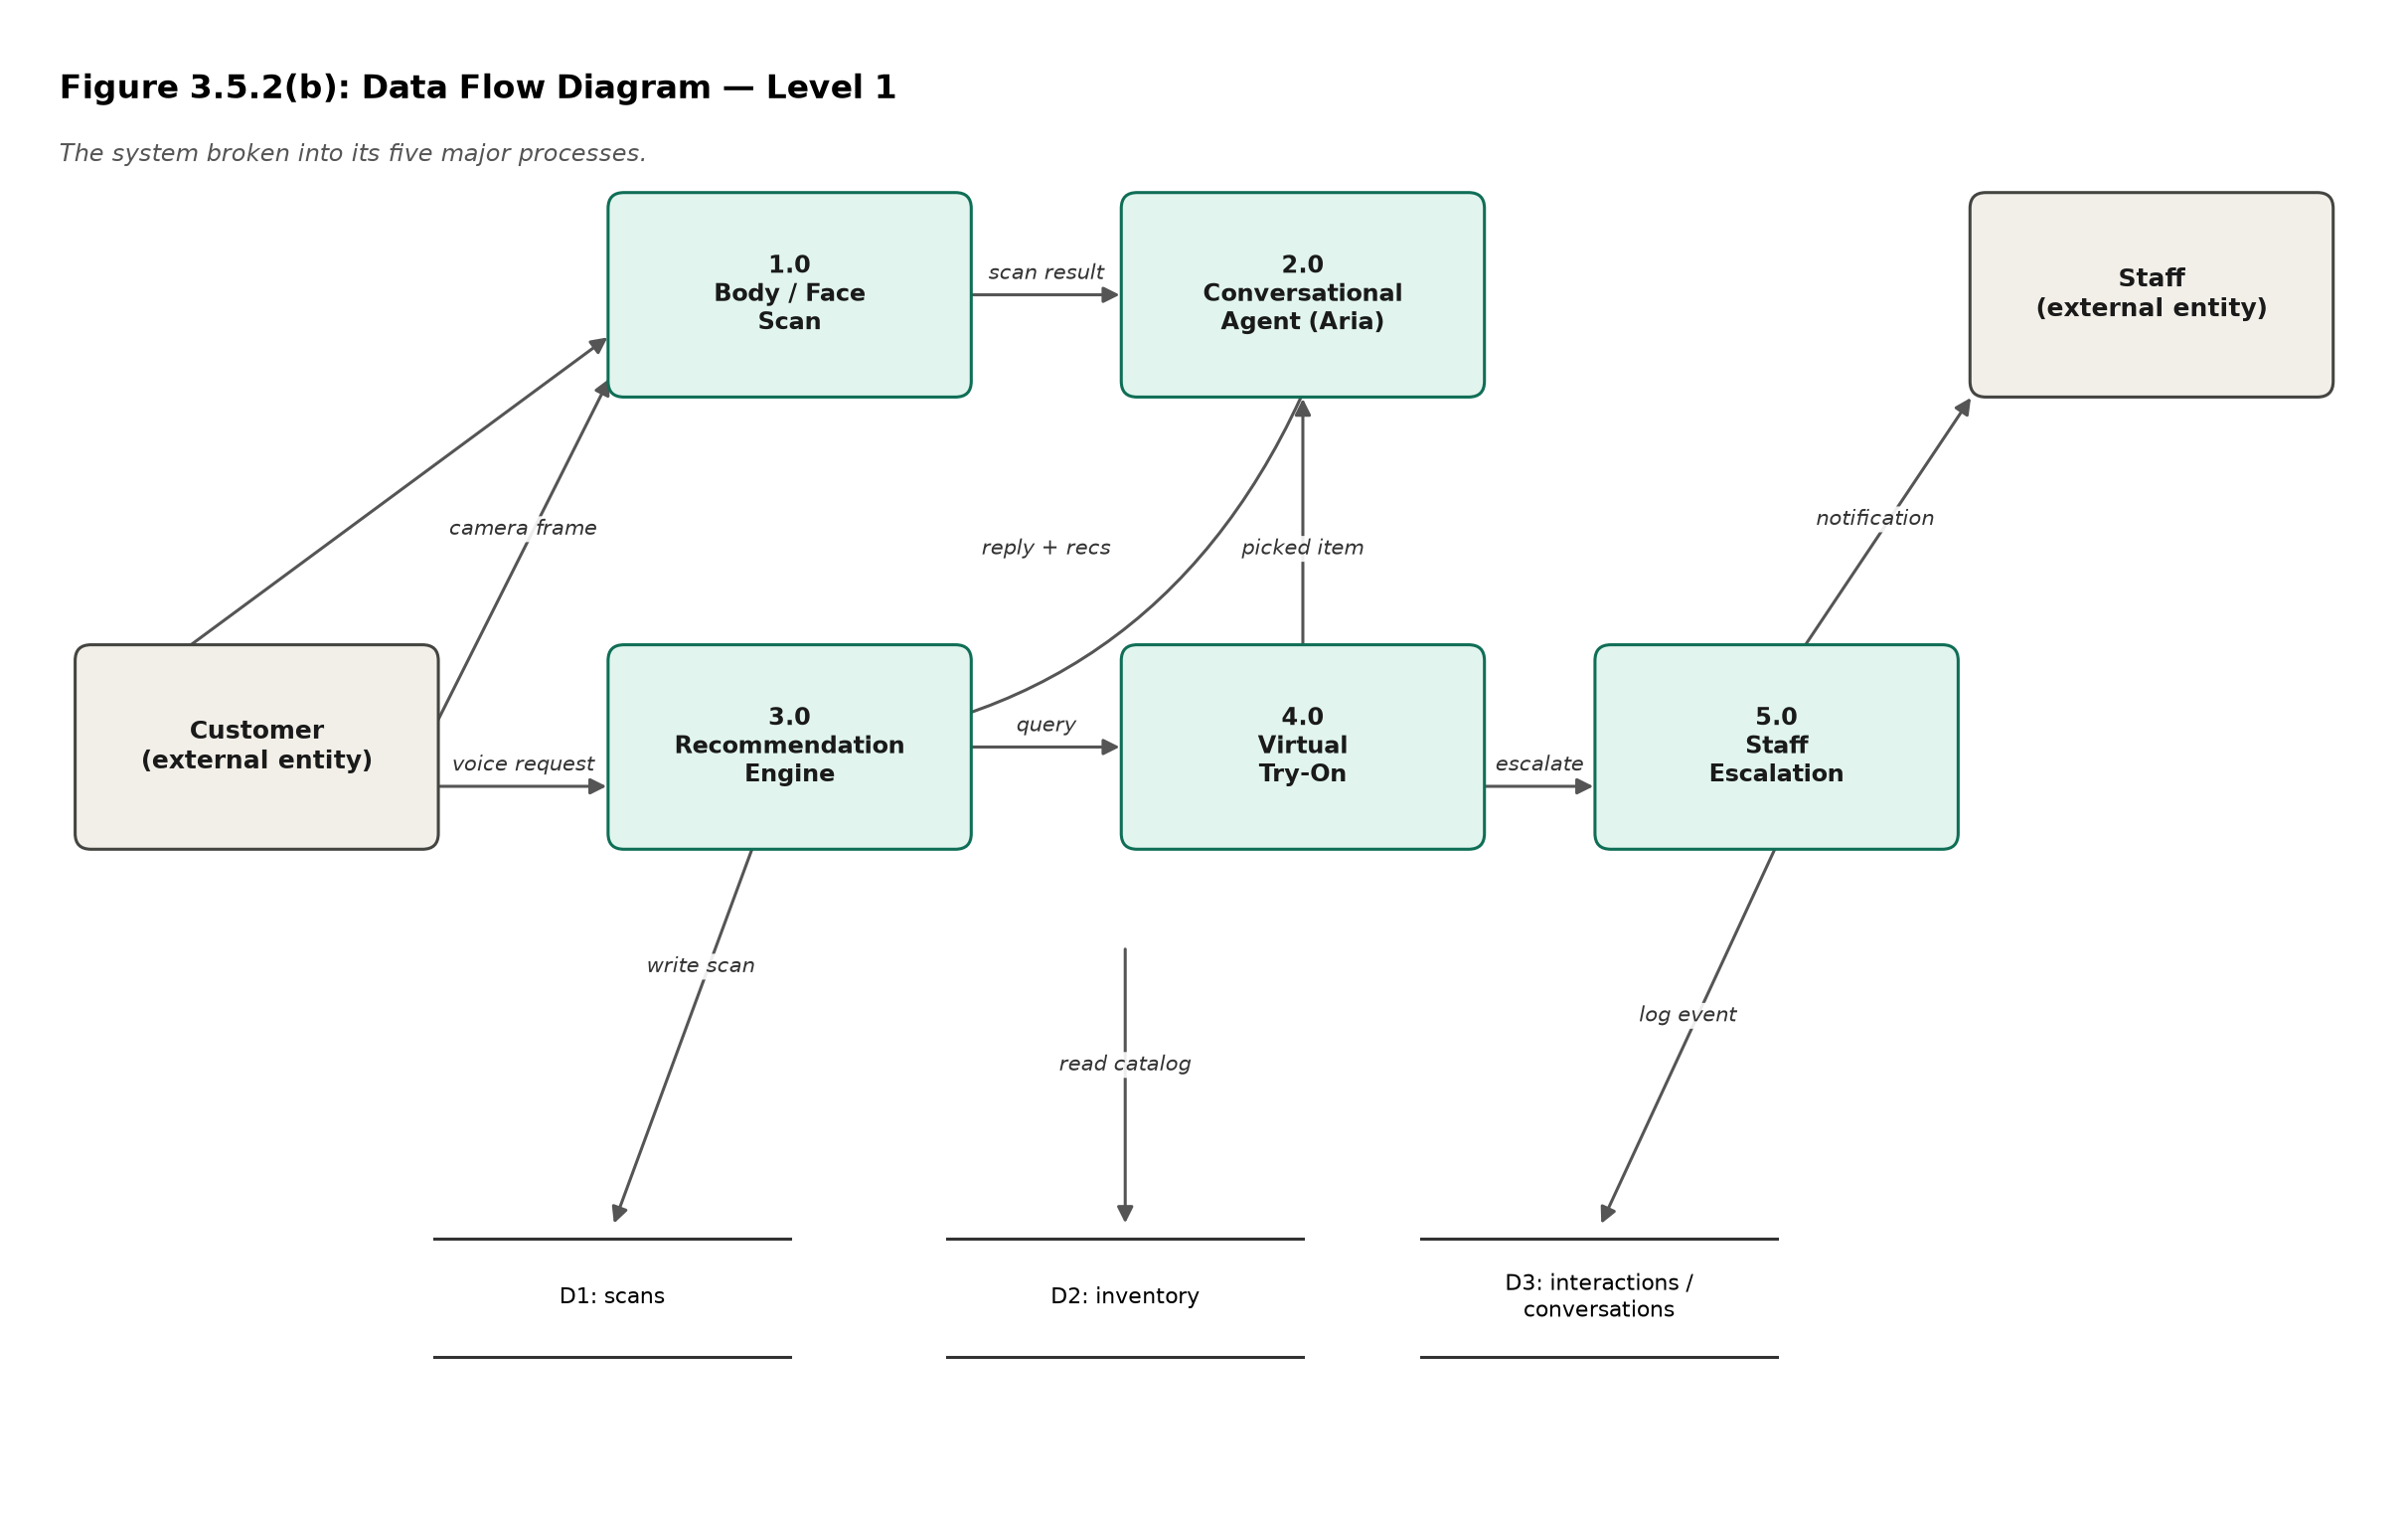 Figure 3.5.2(b): Data Flow Diagram — Level 1
The system broken into its five major processes.
1.0
Body / Face
Scan
scan result
2.0
Conversational
Agent (Aria)
Staff
(external entity)
camera frame
reply + recs
picked item
notification
Customer
(external entity)
voice request
3.0
Recommendation
Engine
query
4.0
Virtual
Try-On
escalate
5.0
Staff
Escalation
write scan
read catalog
log event
D1: scans
D2: inventory
D3: interactions /
conversations